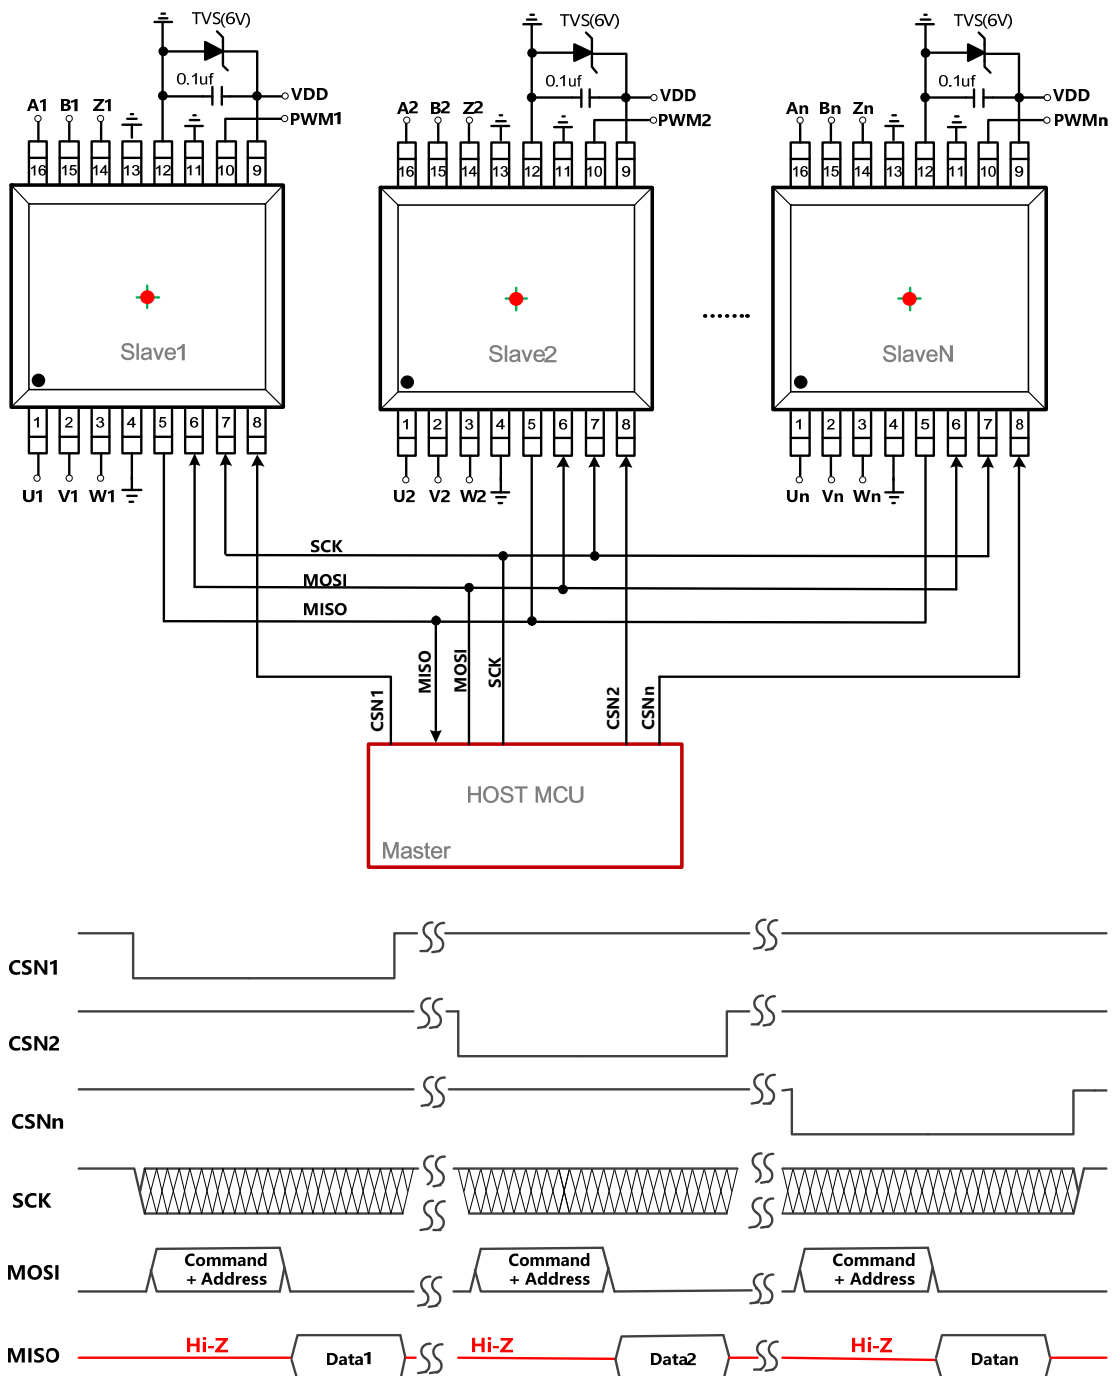 TVS(6V) TVS(6V) TVS(6V)
0.1uf 0.1uf 0.1uf
VDD VDD VDD
A1 B1 Z1 PWM1 A2 B2 Z2 PWM2 An Bn Zn PWMn
16 15 14 13 12 11 10 9 16 15 14 13 12 11 10 9 16 15 14 13 12 11 10 9
Slave1 Slave2 ....... SlaveN
1 2 3 4 5 6 7 8 1 2 3 4 5 6 7 8 1 2 3 4 5 6 7 8
U1 V1 W1 U2 V2 W2 Un Vn Wn
SCK
MOSI
MISO
CSN1 MISO MOSI SCK CSN2 CSNn
HOST MCU
Master
CSN1
CSN2
CSNn
SCK
MOSI Command Command Command
+ Address + Address + Address
Hi-Z Hi-Z Hi-Z
MISO Data1 Data2 Datan